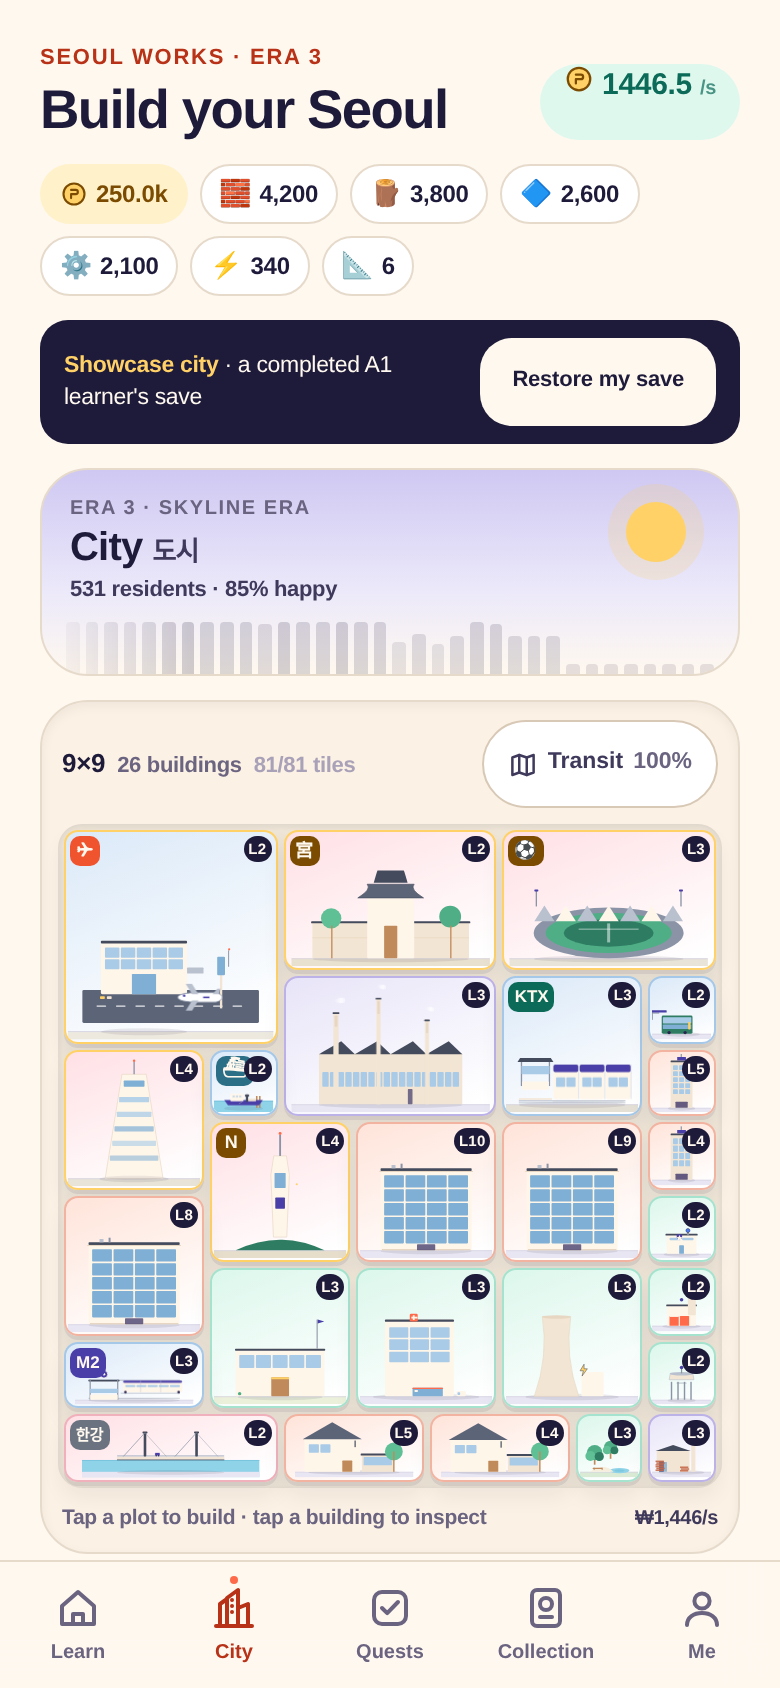 SEOUL WORKS · ERA 3
Build your Seoul
1446.5 /s
250.0k
4,200
3,800
2,600
2,100
340
6
Showcase city · a completed A1
learner's save
Restore my save
ERA 3 · SKYLINE ERA
City 도시
531 residents · 85% happy
9×9 26 buildings 81/81 tiles
Transit 100%
L2
宮 L2
L3
L3
KTX L3
L2
L4
L2
L5
N L4
L10
L9
L4
L8
L2
L3
L3
L3
L2
M2 L3
L2
한강 L2
L5
L4
L3
L3
Tap a plot to build · tap a building to inspect
₩1,446/s
Learn
City
Quests
Collection
Me